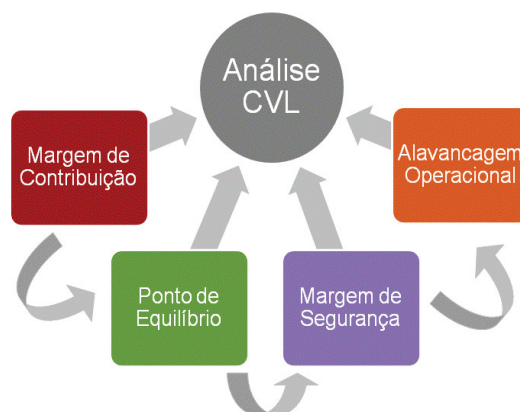 Análise
CVL
Margem de
Contribuição
Alavancagem
Operacional
Ponto de
Equilíbrio
Margem de
Segurança